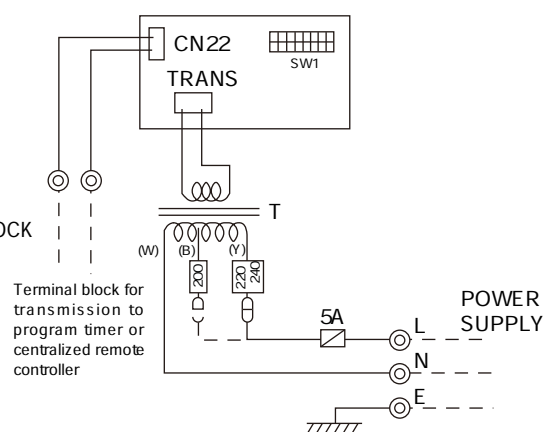 CN22
SW1
TRANS
T
OCK
(W)
(B)
(Y)
200
220
240
Terminal block for
transmission to
program timer or
centralized remote
controller
5A
L
POWER
SUPPLY
N
E